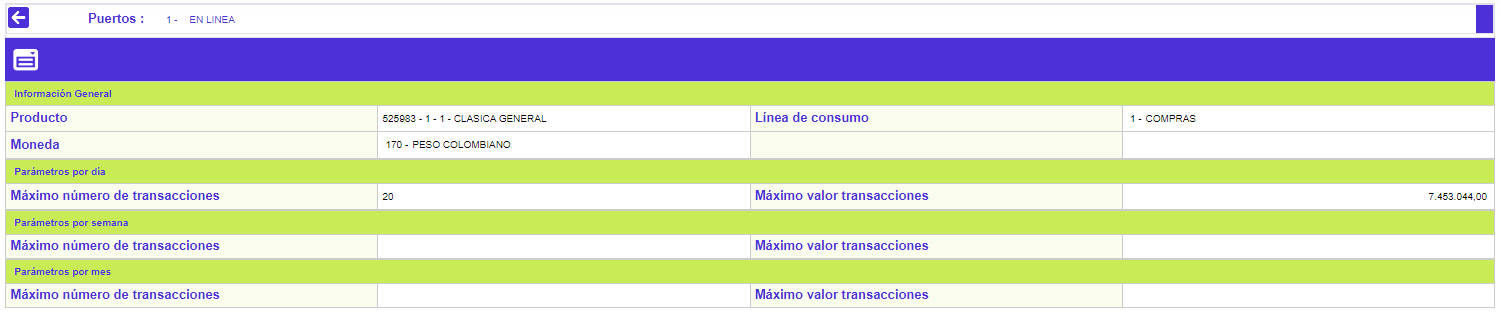 Puertos : 1 - EN LINEA
Información General
Producto 525983 - 1 - 1 - CLASICA GENERAL Línea de consumo 1 - COMPRAS
Moneda 170 - PESO COLOMBIANO
Parámetros por día
Máximo número de transacciones 20 Máximo valor transacciones 7.453.044,00
Parámetros por semana
Máximo número de transacciones Máximo valor transacciones
Parámetros por mes
Máximo número de transacciones Máximo valor transacciones